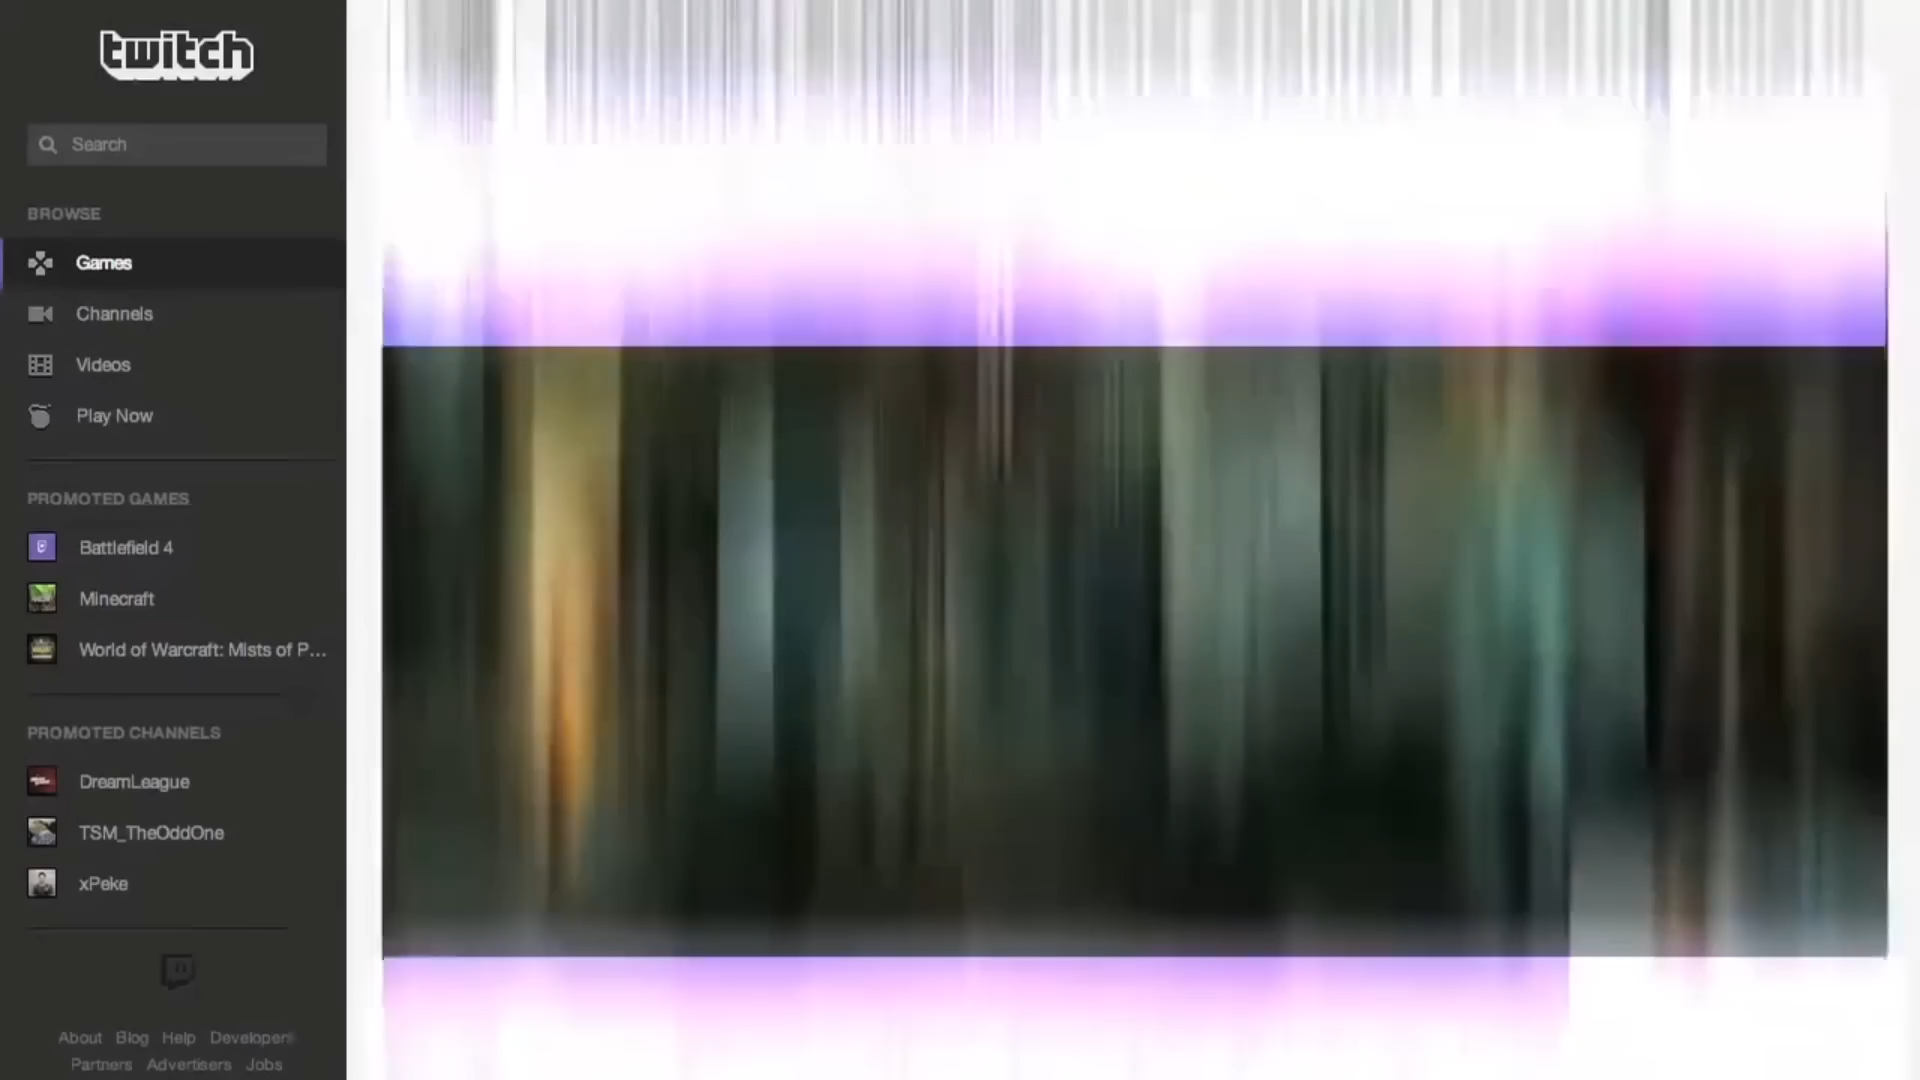 twitch
Search
BROWSE
Games
Channels
Videos
Play Now
PROMOTED GAMES
Battlefield 4
Minecraft
World of Warcraft: Mists of P...
PROMOTED CHANNELS
DreamLeague
TSM_TheOddOne
xPeke
About Blog Help Developers
Partners Advertisers Jobs